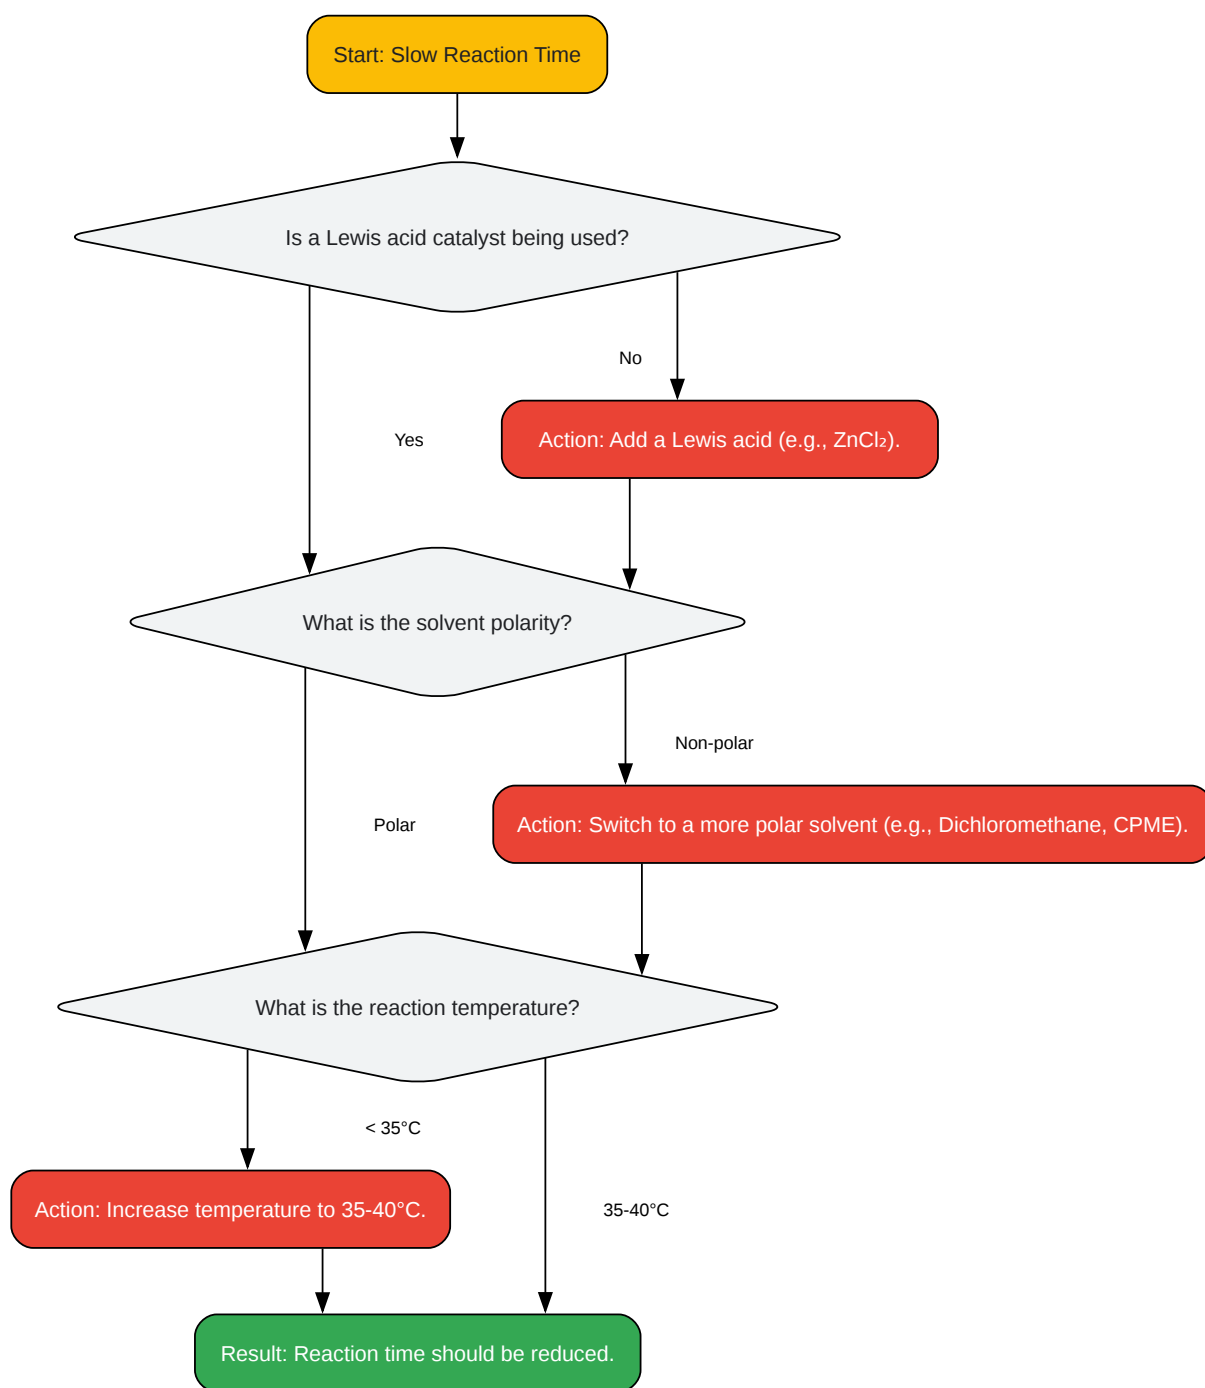 Start: Slow Reaction Time
Is a Lewis acid catalyst being used?
No
Yes
Action: Add a Lewis acid (e.g., ZnCl₂).
What is the solvent polarity?
Non-polar
Polar
Action: Switch to a more polar solvent (e.g., Dichloromethane, CPME).
What is the reaction temperature?
< 35°C
Action: Increase temperature to 35-40°C.
35-40°C
Result: Reaction time should be reduced.